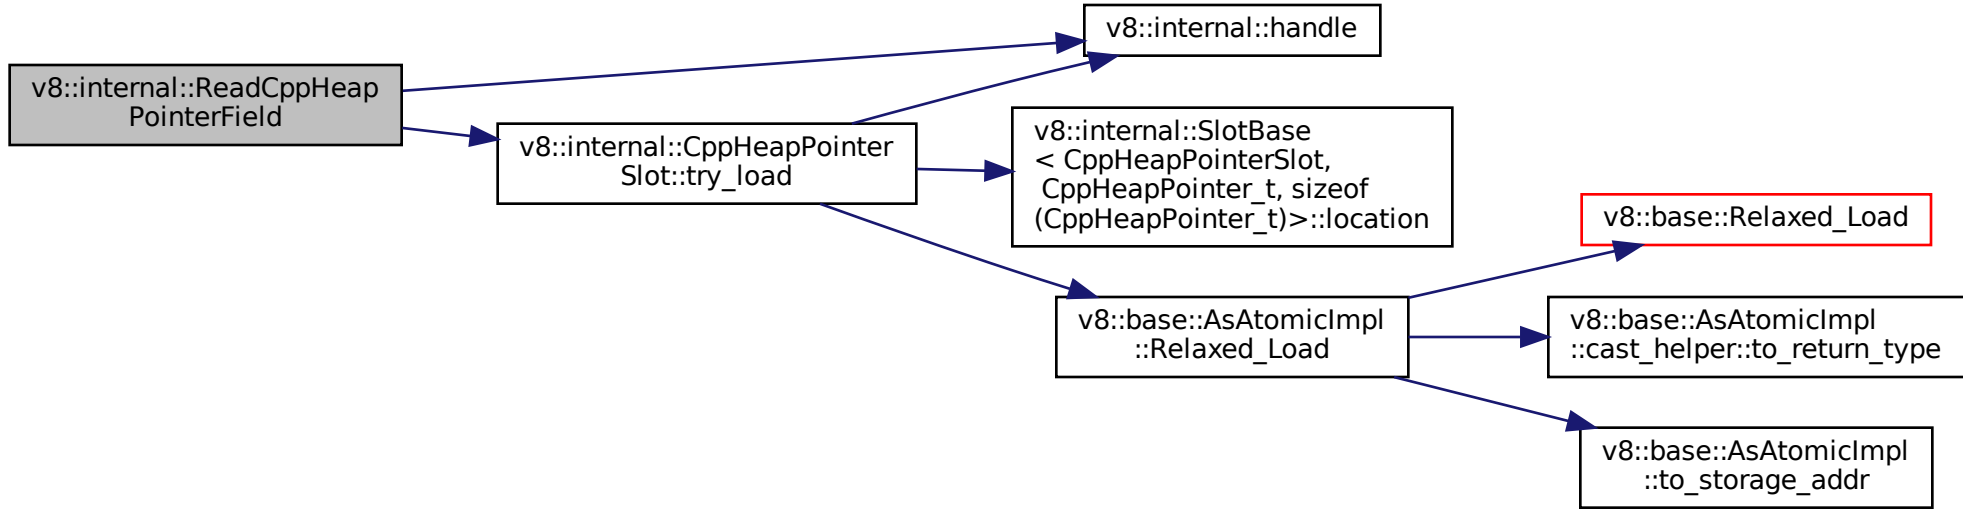 v8::internal::ReadCppHeap
PointerField
v8::internal::handle
v8::internal::CppHeapPointer
Slot::try_load
v8::internal::SlotBase
< CppHeapPointerSlot,
CppHeapPointer_t, sizeof
(CppHeapPointer_t)>::location
v8::base::AsAtomicImpl
::Relaxed_Load
v8::base::Relaxed_Load
v8::base::AsAtomicImpl
::cast_helper::to_return_type
v8::base::AsAtomicImpl
::to_storage_addr